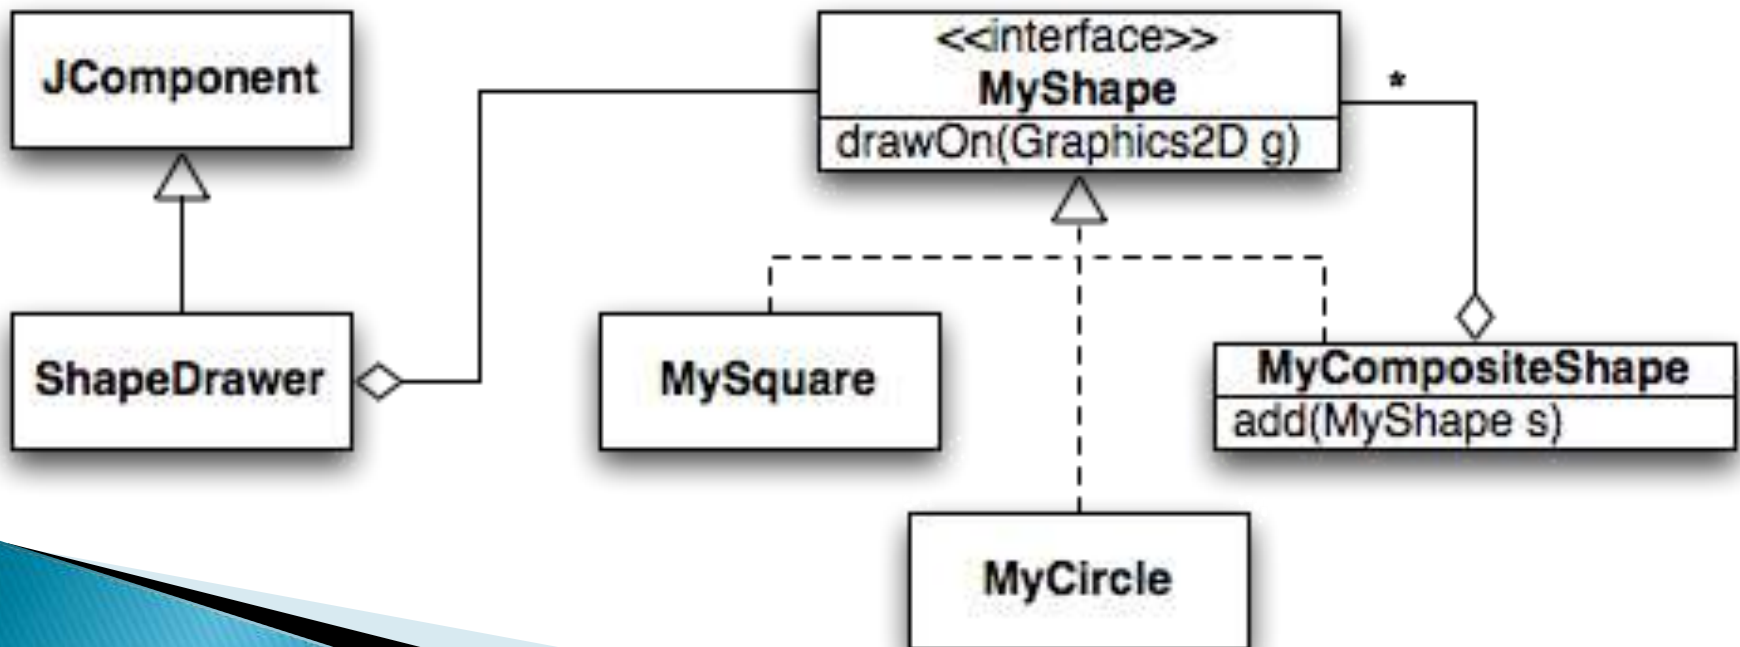 JComponent
<<interface>>
MyShape
*
drawOn(Graphics2D g)
ShapeDrawer
MySquare
MyCompositeShape
add(MyShape s)
MyCircle